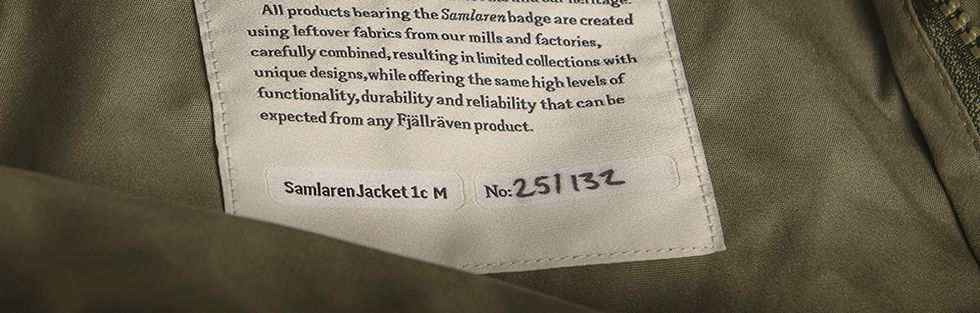 heritage.
All products bearing the Samlaren badge are created
using leftover fabrics from our mills and factories,
carefully combined, resulting in limited collections with
unique designs, while offering the same high levels of
functionality, durability and reliability that can be
expected from any Fjällräven product.
Samlaren Jacket 1c M
No: 251132